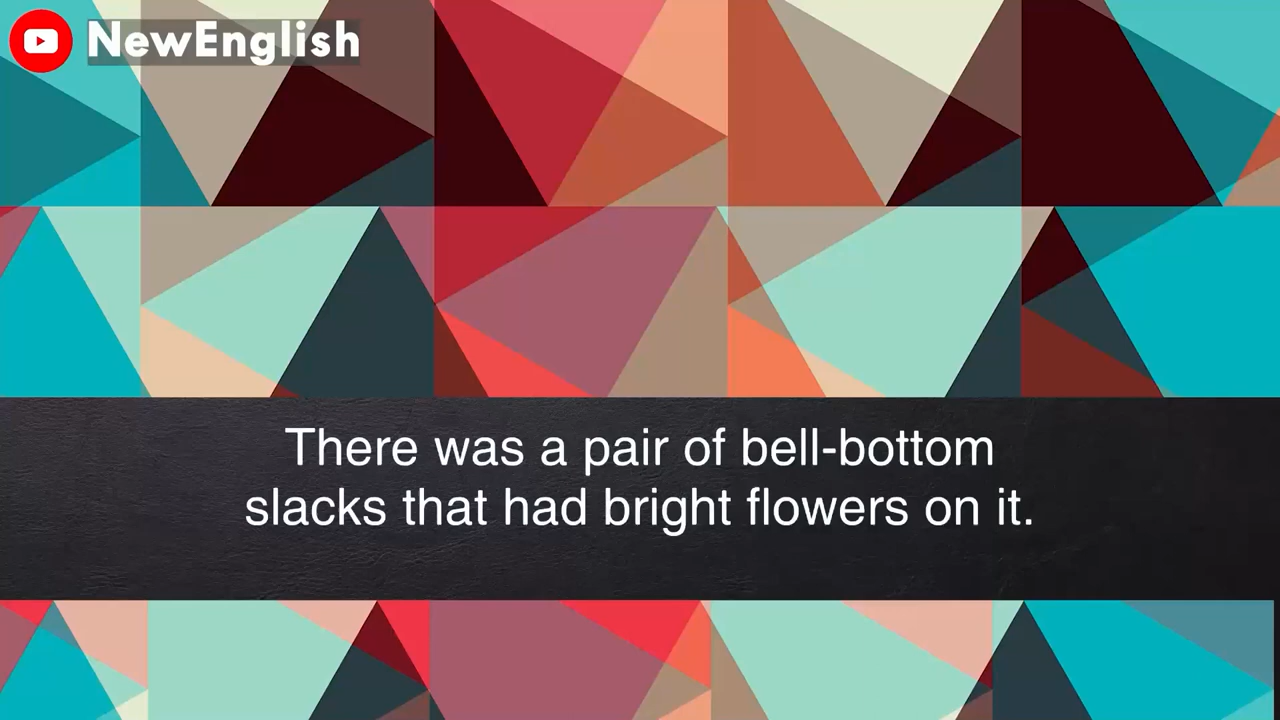 NewEnglish
There was a pair of bell-bottom
slacks that had bright flowers on it.